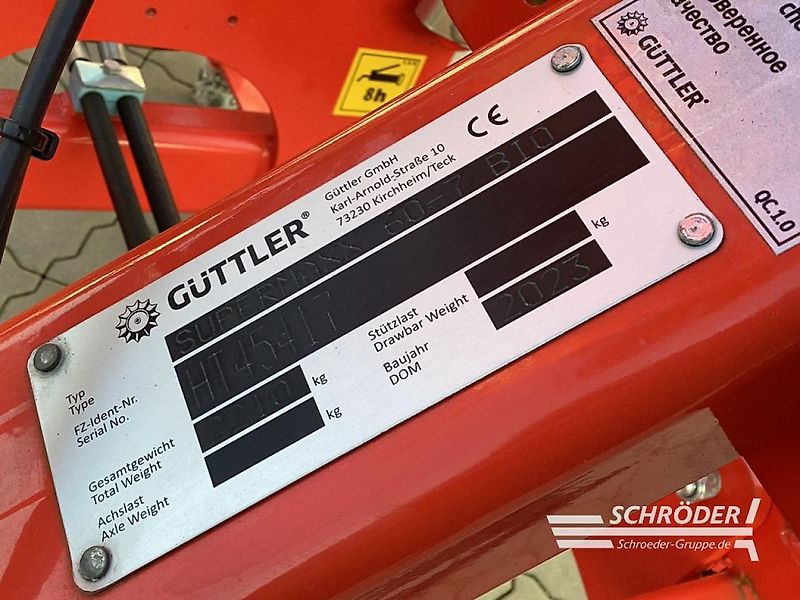 8h
GÜTTLER®
Güttler GmbH
Karl-Arnold-Straße 10
73230 Kirchheim/Teck
CE
Typ
Type
SUPERMAXX 60-7 BIO
FZ-Ident-Nr.
Serial No.
HT45417
Gesamtgewicht
Total Weight
2210 kg
Achslast
Axle Weight
kg
Stützlast
Drawbar Weight
kg
Baujahr
DOM
2023
GÜTTLER®
QC.1.0
SCHRÖDER
Schroeder-Gruppe.de